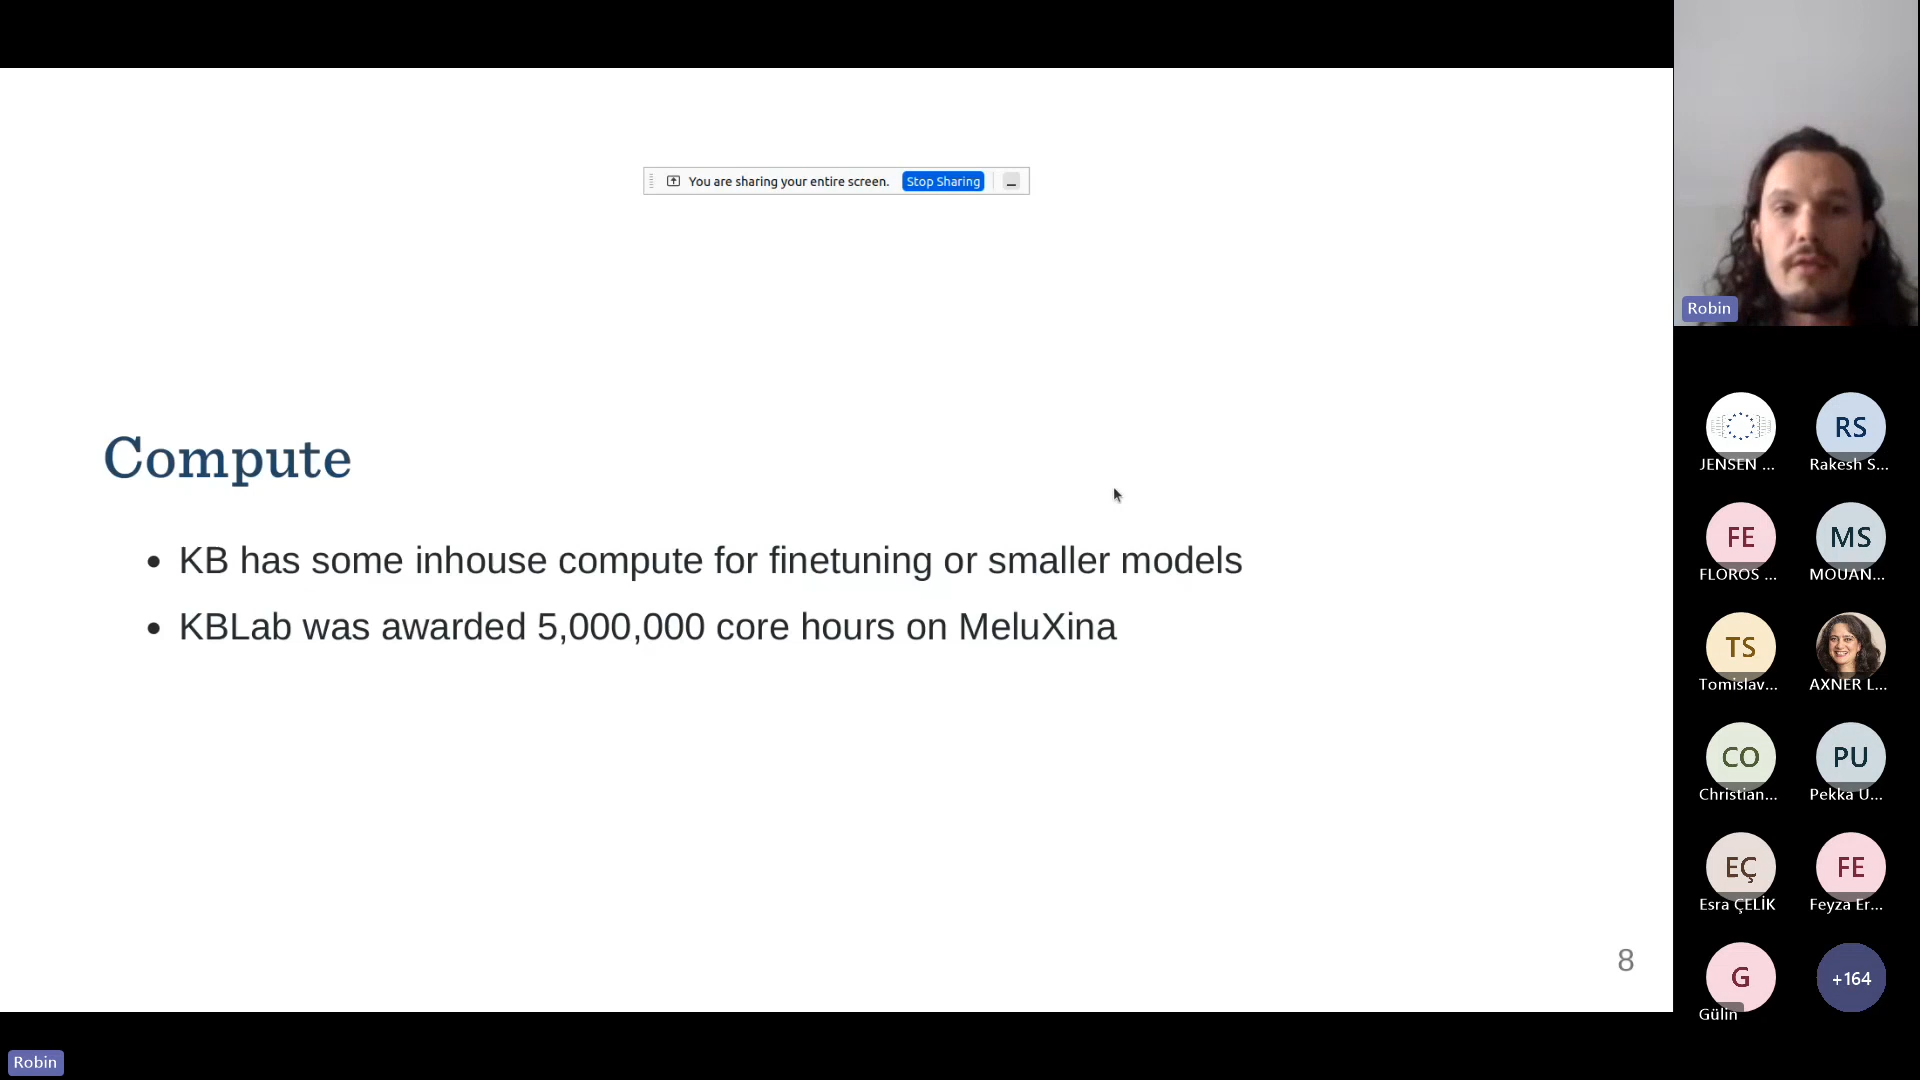 You are sharing your entire screen. Stop Sharing
Compute
• KB has some inhouse compute for finetuning or smaller models
• KBLab was awarded 5,000,000 core hours on MeluXina
8
Robin
JENSEN ...
RS
Rakesh S...
FE
FLOROS ...
MS
MOUAN...
TS
Tomislav...
AXNER L...
CO
Christian...
PU
Pekka U...
EÇ
Esra ÇELİK
FE
Feyza Er...
G
Gülin
+164
Robin